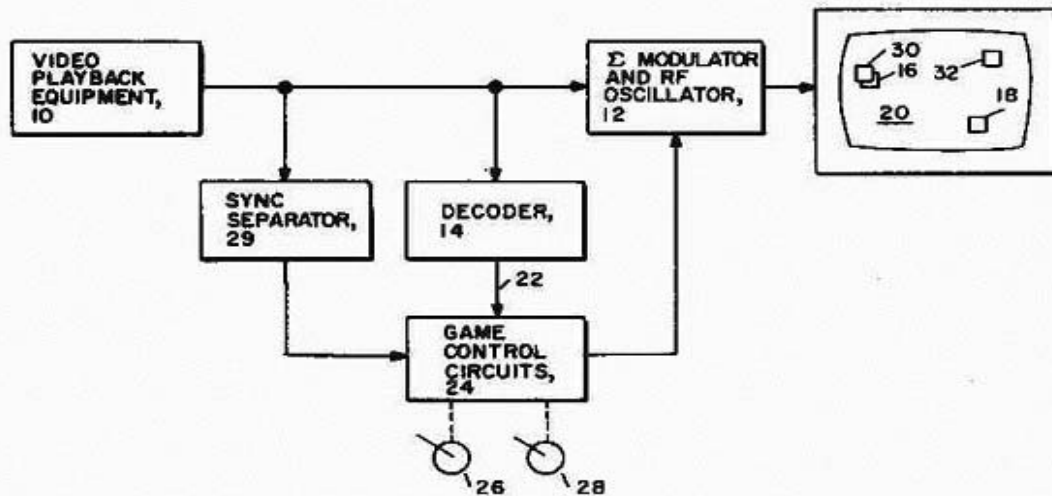 VIDEO
PLAYBACK
EQUIPMENT,
10
Σ MODULATOR
AND RF
OSCILLATOR,
12
30
16
32
18
20
SYNC
SEPARATOR,
29
DECODER,
14
22
GAME
CONTROL
CIRCUITS,
24
26
28